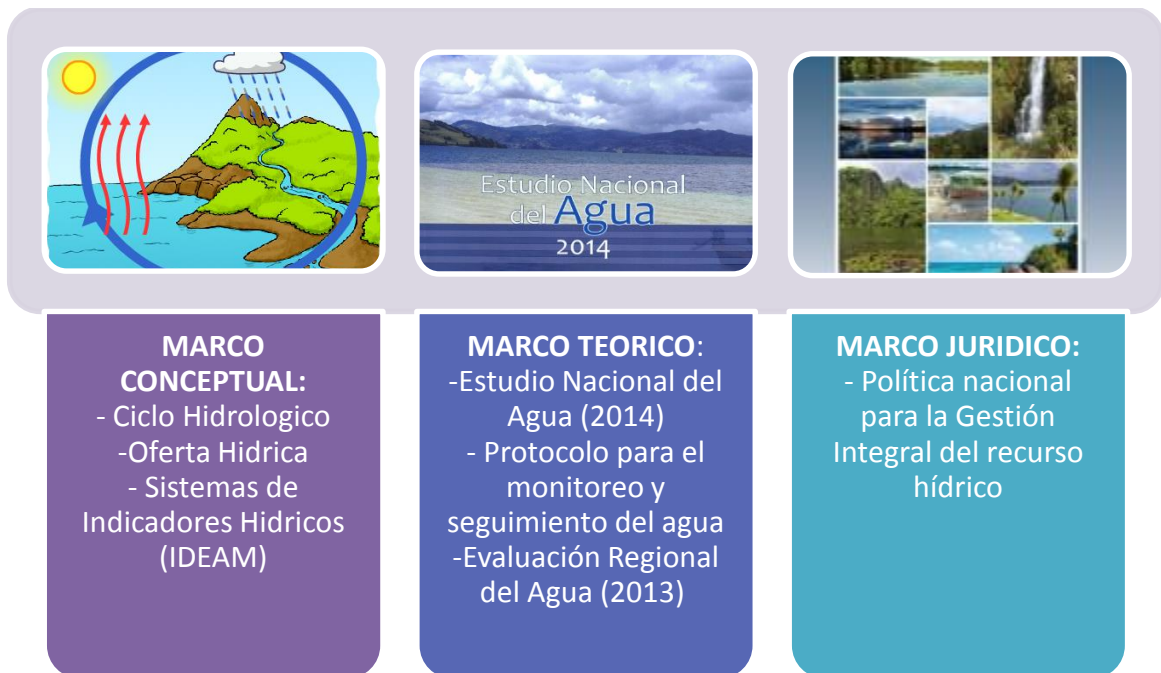 Estudio Nacional
del Agua
2014
MARCO
CONCEPTUAL:
- Ciclo Hidrologico
-Oferta Hidrica
- Sistemas de
Indicadores Hidricos
(IDEAM)
MARCO TEORICO:
-Estudio Nacional del
Agua (2014)
- Protocolo para el
monitoreo y
seguimiento del agua
-Evaluación Regional
del Agua (2013)
MARCO JURIDICO:
- Política nacional
para la Gestión
Integral del recurso
hídrico